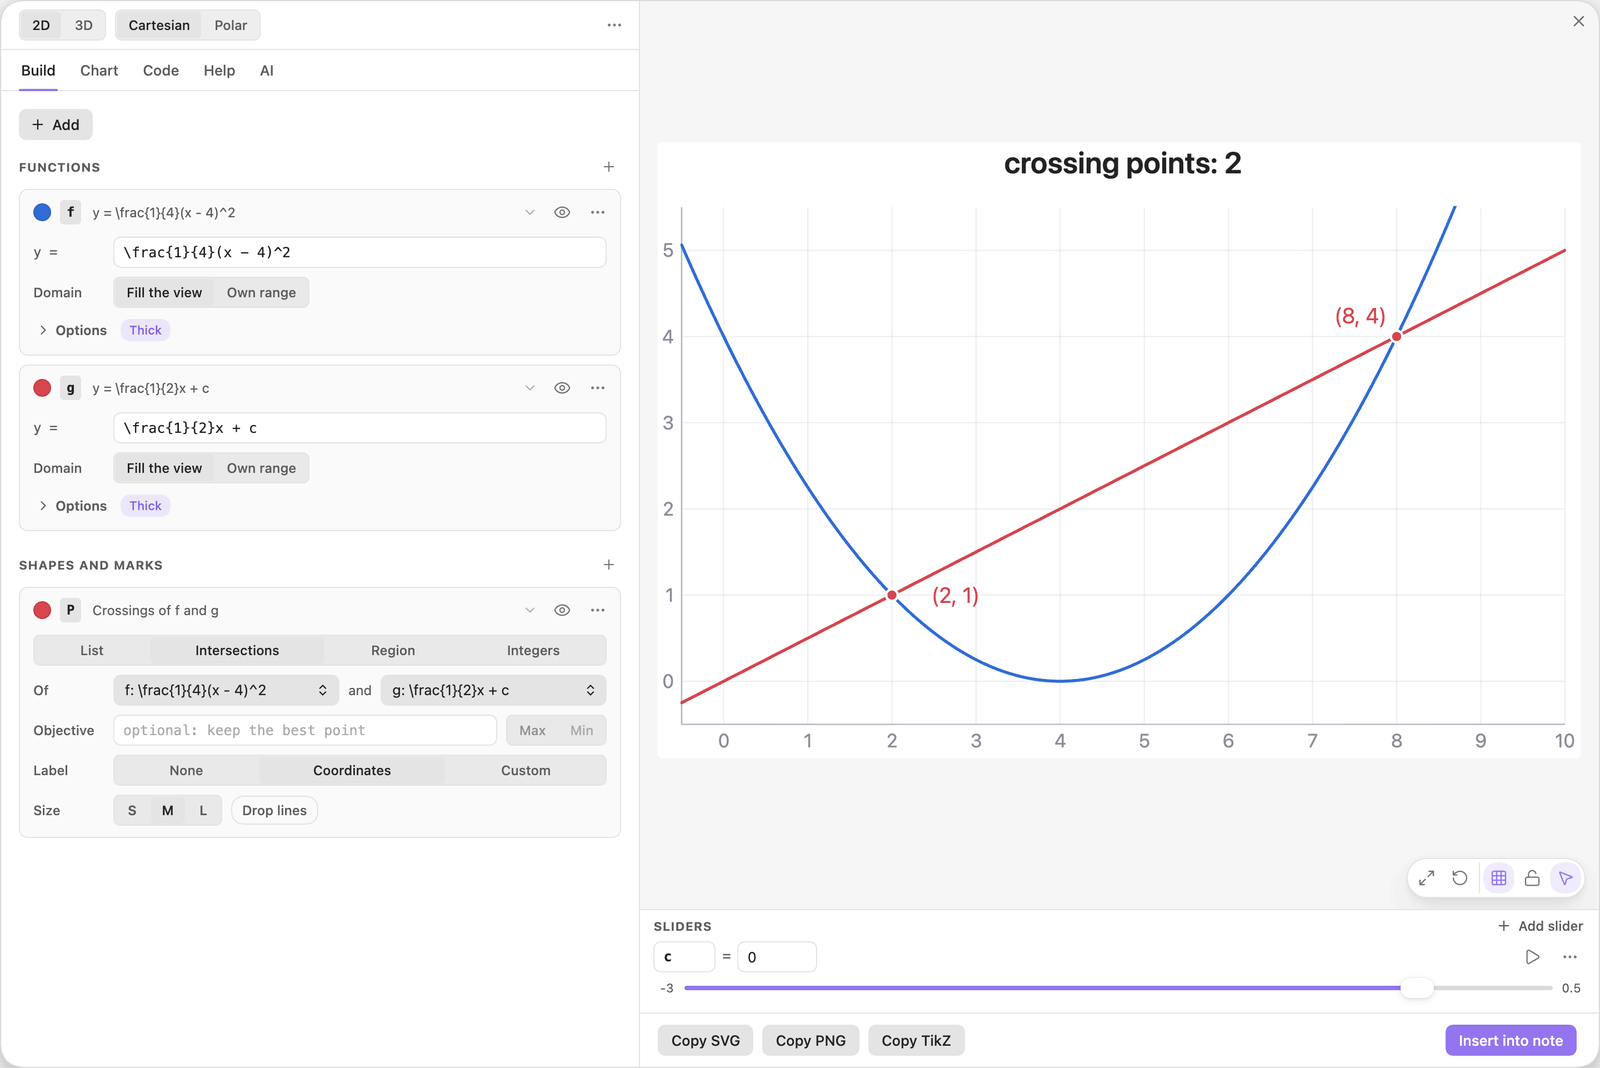 2D 3D Cartesian Polar
Build Chart Code Help AI
+ Add
FUNCTIONS
f y = \frac{1}{4}(x - 4)^2
y = \frac{1}{4}(x − 4)^2
Domain Fill the view Own range
Options Thick
g y = \frac{1}{2}x + c
y = \frac{1}{2}x + c
Domain Fill the view Own range
Options Thick
SHAPES AND MARKS
P Crossings of f and g
List Intersections Region Integers
Of f: \frac{1}{4}(x - 4)^2 and g: \frac{1}{2}x + c
Objective optional: keep the best point Max Min
Label None Coordinates Custom
Size S M L Drop lines
crossing points: 2
5
4
3
2
1
0
(8, 4)
(2, 1)
0 1 2 3 4 5 6 7 8 9 10
SLIDERS + Add slider
c = 0
-3 0.5
Copy SVG Copy PNG Copy TikZ Insert into note